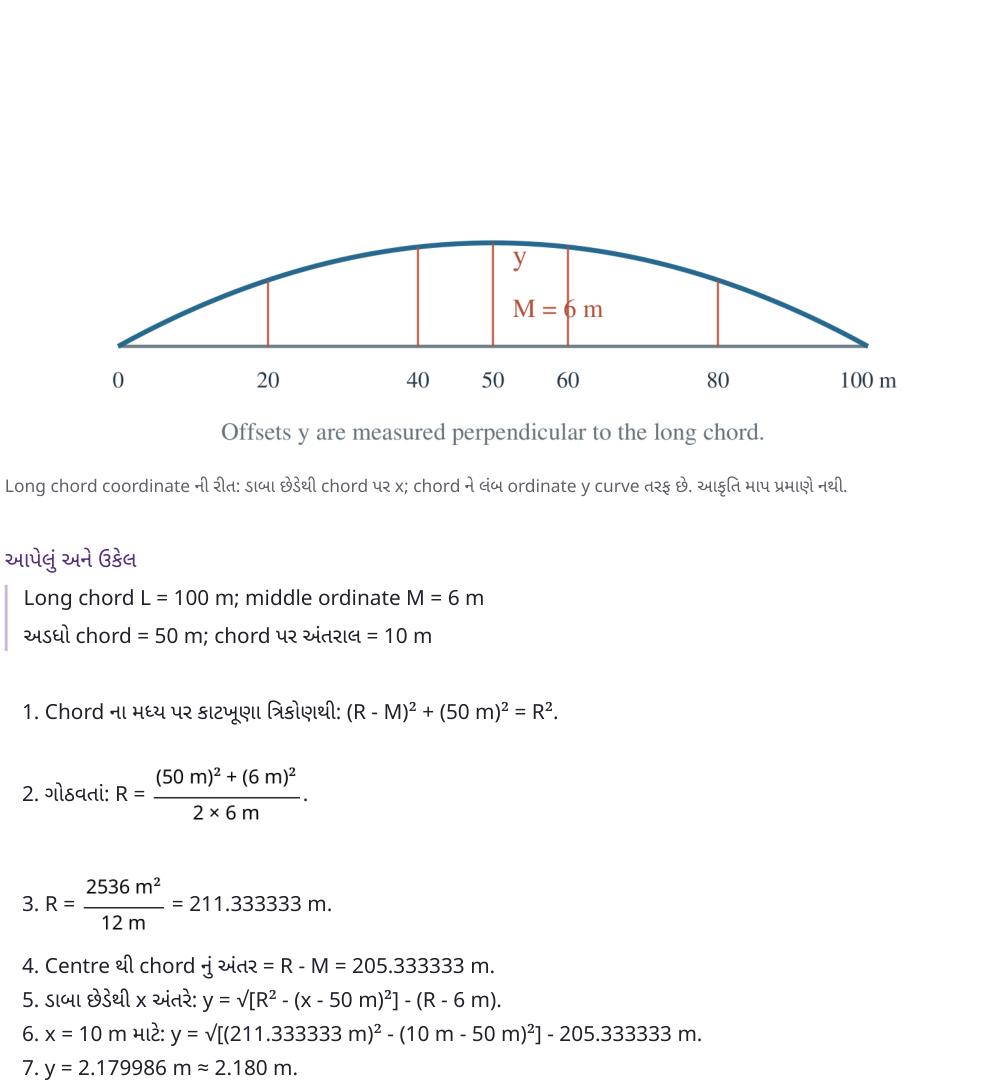 y
M = 6 m
0 20 40 50 60 80 100 m
Offsets y are measured perpendicular to the long chord.
Long chord coordinate ની રીત: ડાબા છેડેથી chord પર x; chord ને લંબ ordinate y curve તરફ છે. આકૃતિ માપ પ્રમાણે નથી.
આપેલું અને ઉકેલ
Long chord L = 100 m; middle ordinate M = 6 m
અડધો chord = 50 m; chord પર અંતરાલ = 10 m
1. Chord ના મધ્ય પર કાટખૂણા ત્રિકોણથી: (R - M)² + (50 m)² = R².
2. ગોઠવતાં: R = \frac{(50 m)² + (6 m)²}{2 × 6 m}.
3. R = \frac{2536 m²}{12 m} = 211.333333 m.
4. Centre થી chord નું અંતર = R - M = 205.333333 m.
5. ડાબા છેડેથી x અંતરે: y = √[R² - (x - 50 m)²] - (R - 6 m).
6. x = 10 m માટે: y = √[(211.333333 m)² - (10 m - 50 m)²] - 205.333333 m.
7. y = 2.179986 m ≈ 2.180 m.